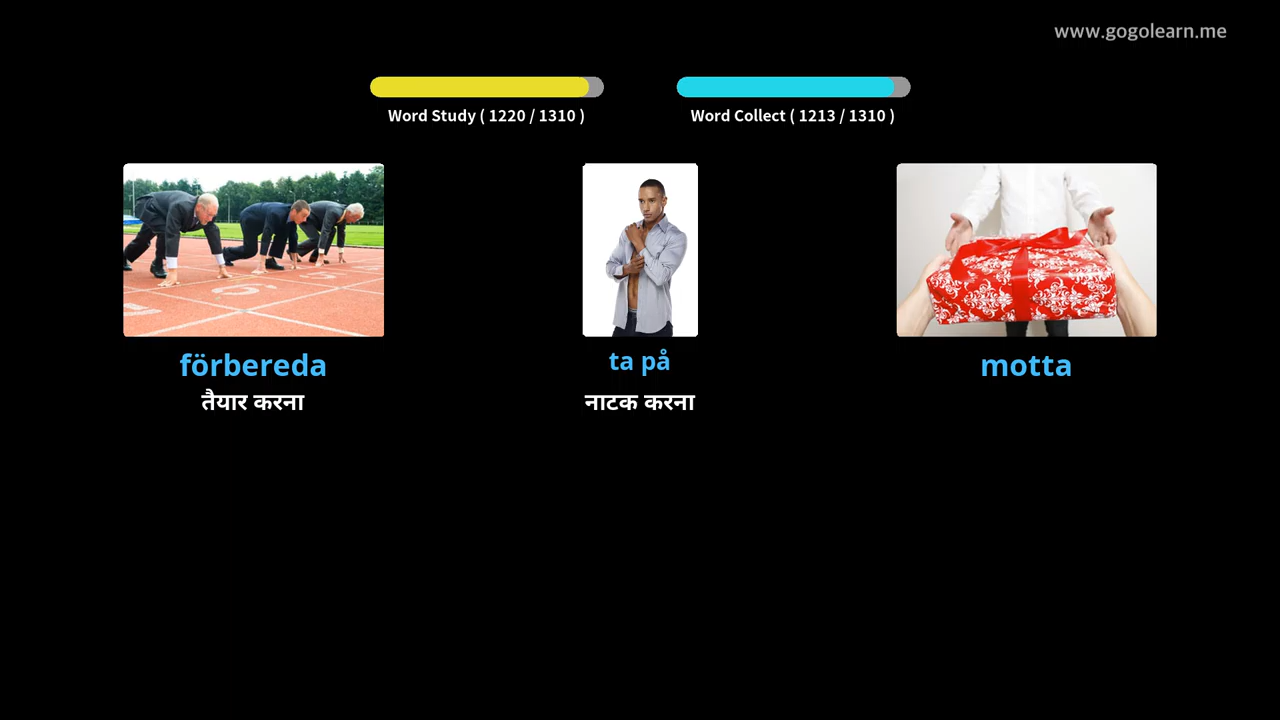 www.gogolearn.me
Word Study ( 1220 / 1310 )
Word Collect ( 1213 / 1310 )
förbereda
ta på
motta
तैयार करना
नाटक करना